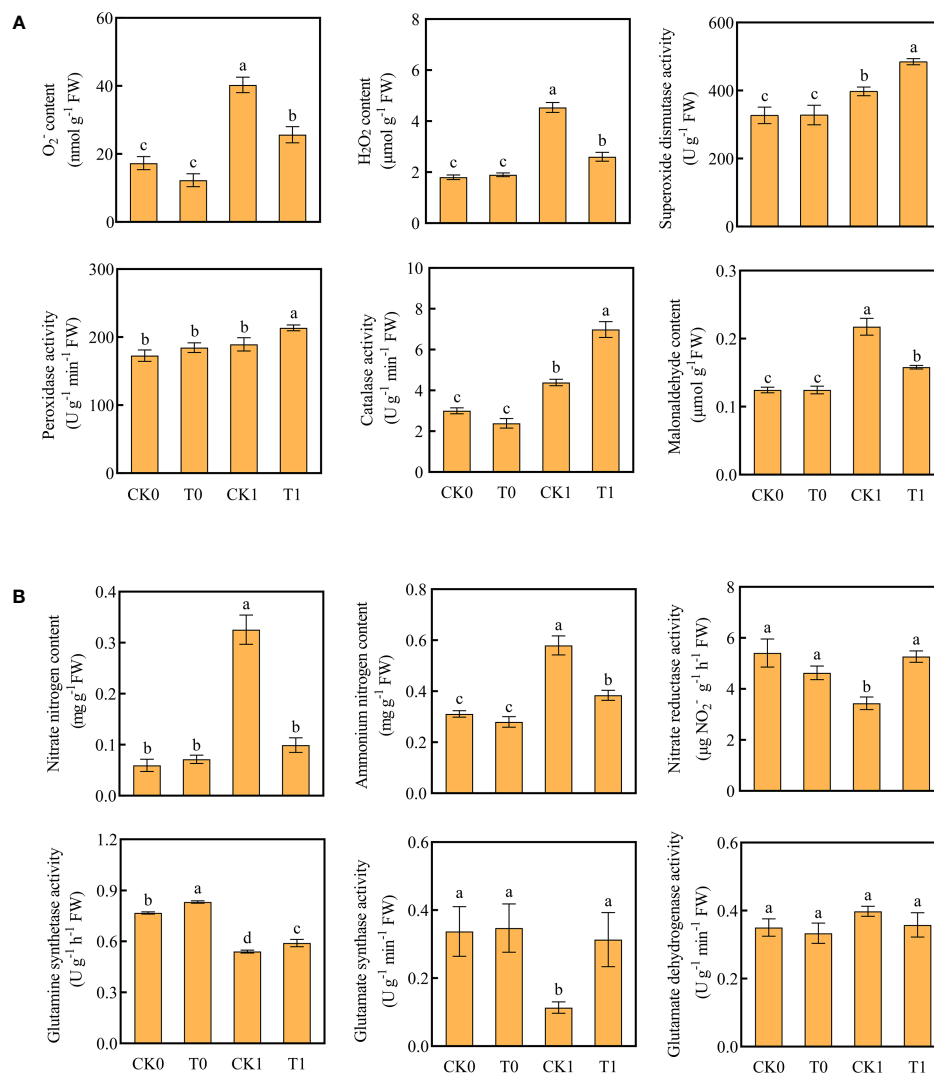 A
O₂⁻ content
(nmol g⁻¹ FW)
60
40
20
0
c
c
a
b
H₂O₂ content
(μmol g⁻¹ FW)
8
6
4
2
0
c
c
a
b
Superoxide dismutase activity
(U g⁻¹ FW)
600
400
200
0
c
c
b
a
Peroxidase activity
(U g⁻¹ min⁻¹ FW)
300
200
100
0
b
b
b
a
CK0 T0 CK1 T1
Catalase activity
(U g⁻¹ min⁻¹ FW)
10
8
6
4
2
0
c
c
b
a
CK0 T0 CK1 T1
Malonaldehyde content
(μmol g⁻¹FW)
0.3
0.2
0.1
0.0
c
c
a
b
CK0 T0 CK1 T1
B
Nitrate nitrogen content
(mg g⁻¹FW)
0.4
0.3
0.2
0.1
0.0
b
b
a
b
Ammonium nitrogen content
(mg g⁻¹ FW)
0.8
0.6
0.4
0.2
0.0
c
c
a
b
Nitrate reductase activity
(μg NO₂⁻ g⁻¹ h⁻¹ FW)
8
6
4
2
0
a
a
b
a
Glutamine synthetase activity
(U g⁻¹ h⁻¹ FW)
1.2
0.9
0.6
0.3
0.0
b
a
d
c
CK0 T0 CK1 T1
Glutamate synthase activity
(U g⁻¹ min⁻¹ FW)
0.6
0.4
0.2
0.0
a
a
b
a
CK0 T0 CK1 T1
Glutamate dehydrogenase activity
(U g⁻¹ min⁻¹ FW)
0.6
0.4
0.2
0.0
a
a
a
a
CK0 T0 CK1 T1